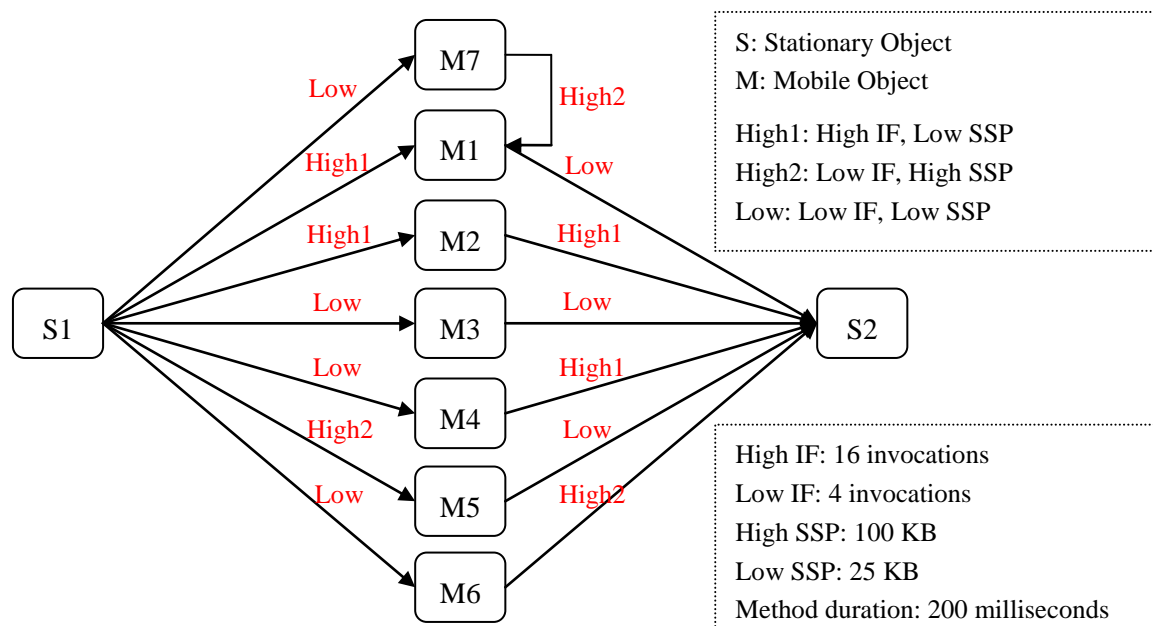 M7
Low
High2
M1
High1
Low
M2
High1
High1
S1
Low
M3
Low
S2
Low
M4
High1
High2
M5
Low
Low
High2
M6
S: Stationary Object
M: Mobile Object
High1: High IF, Low SSP
High2: Low IF, High SSP
Low: Low IF, Low SSP
High IF: 16 invocations
Low IF: 4 invocations
High SSP: 100 KB
Low SSP: 25 KB
Method duration: 200 milliseconds